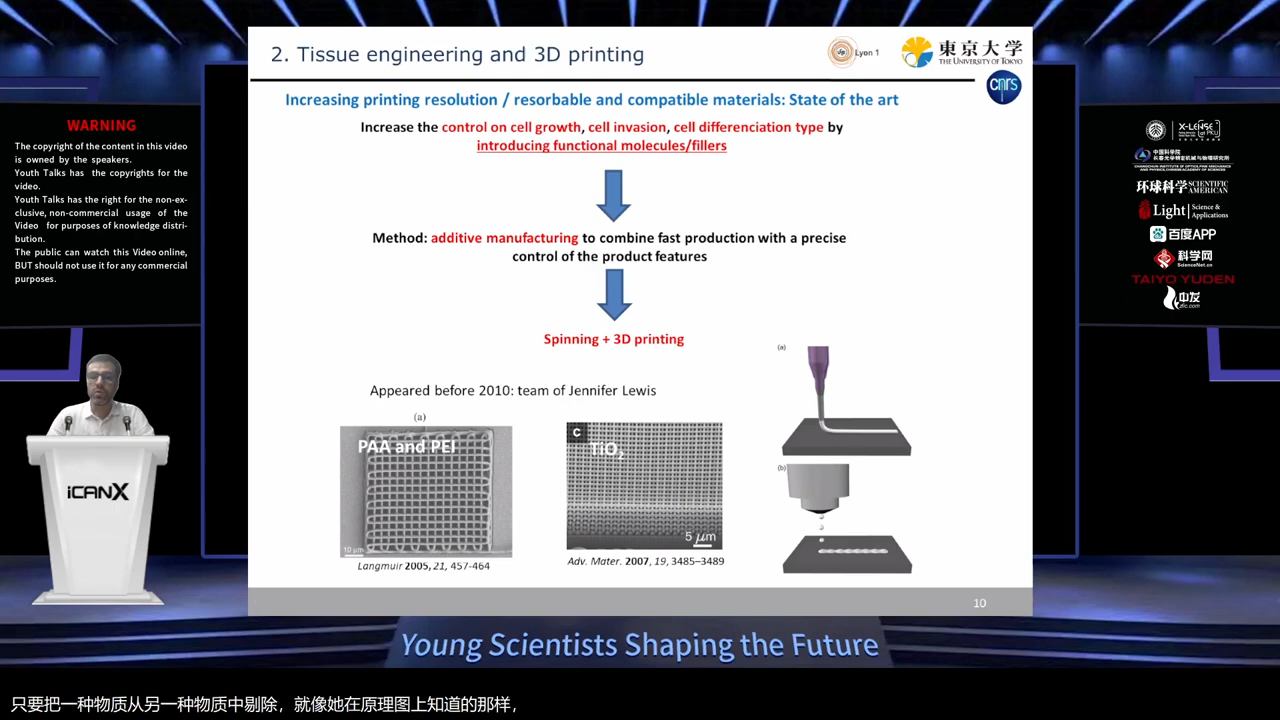 2. Tissue engineering and 3D printing
Lyon 1
東京大学
THE UNIVERSITY OF TOKYO
cnrs
Increasing printing resolution / resorbable and compatible materials: State of the art
Increase the control on cell growth, cell invasion, cell differenciation type by
introducing functional molecules/fillers
Method: additive manufacturing to combine fast production with a precise
control of the product features
Spinning + 3D printing
Appeared before 2010: team of Jennifer Lewis
(a)
PAA and PEI
10 μm
Langmuir 2005, 21, 457-464
c
TiO2
5 μm
Adv. Mater. 2007, 19, 3485–3489
(a)
(b)
10
WARNING
The copyright of the content in this video
is owned by the speakers.
Youth Talks has the copyrights for the
video.
Youth Talks has the right for the non-ex-
clusive, non-commercial usage of the
Video for purposes of knowledge distri-
bution.
The public can watch this Video online,
BUT should not use it for any commercial
purposes.
iCANX
X-LENSE
PKU
中国科学院
长春光学精密机械与物理研究所
CHANGCHUN INSTITUTE OF OPTICS, FINE MECHANICS
AND PHYSICS, CHINESE ACADEMY OF SCIENCES
环球科学 SCIENTIFIC AMERICAN
Light Science & Applications
百度APP
科学网
ScienceNet.cn
TAIYO YUDEN
中发
zfic.com
Young Scientists Shaping the Future
只要把一种物质从另一种物质中剔除，就像她在原理图上知道的那样，